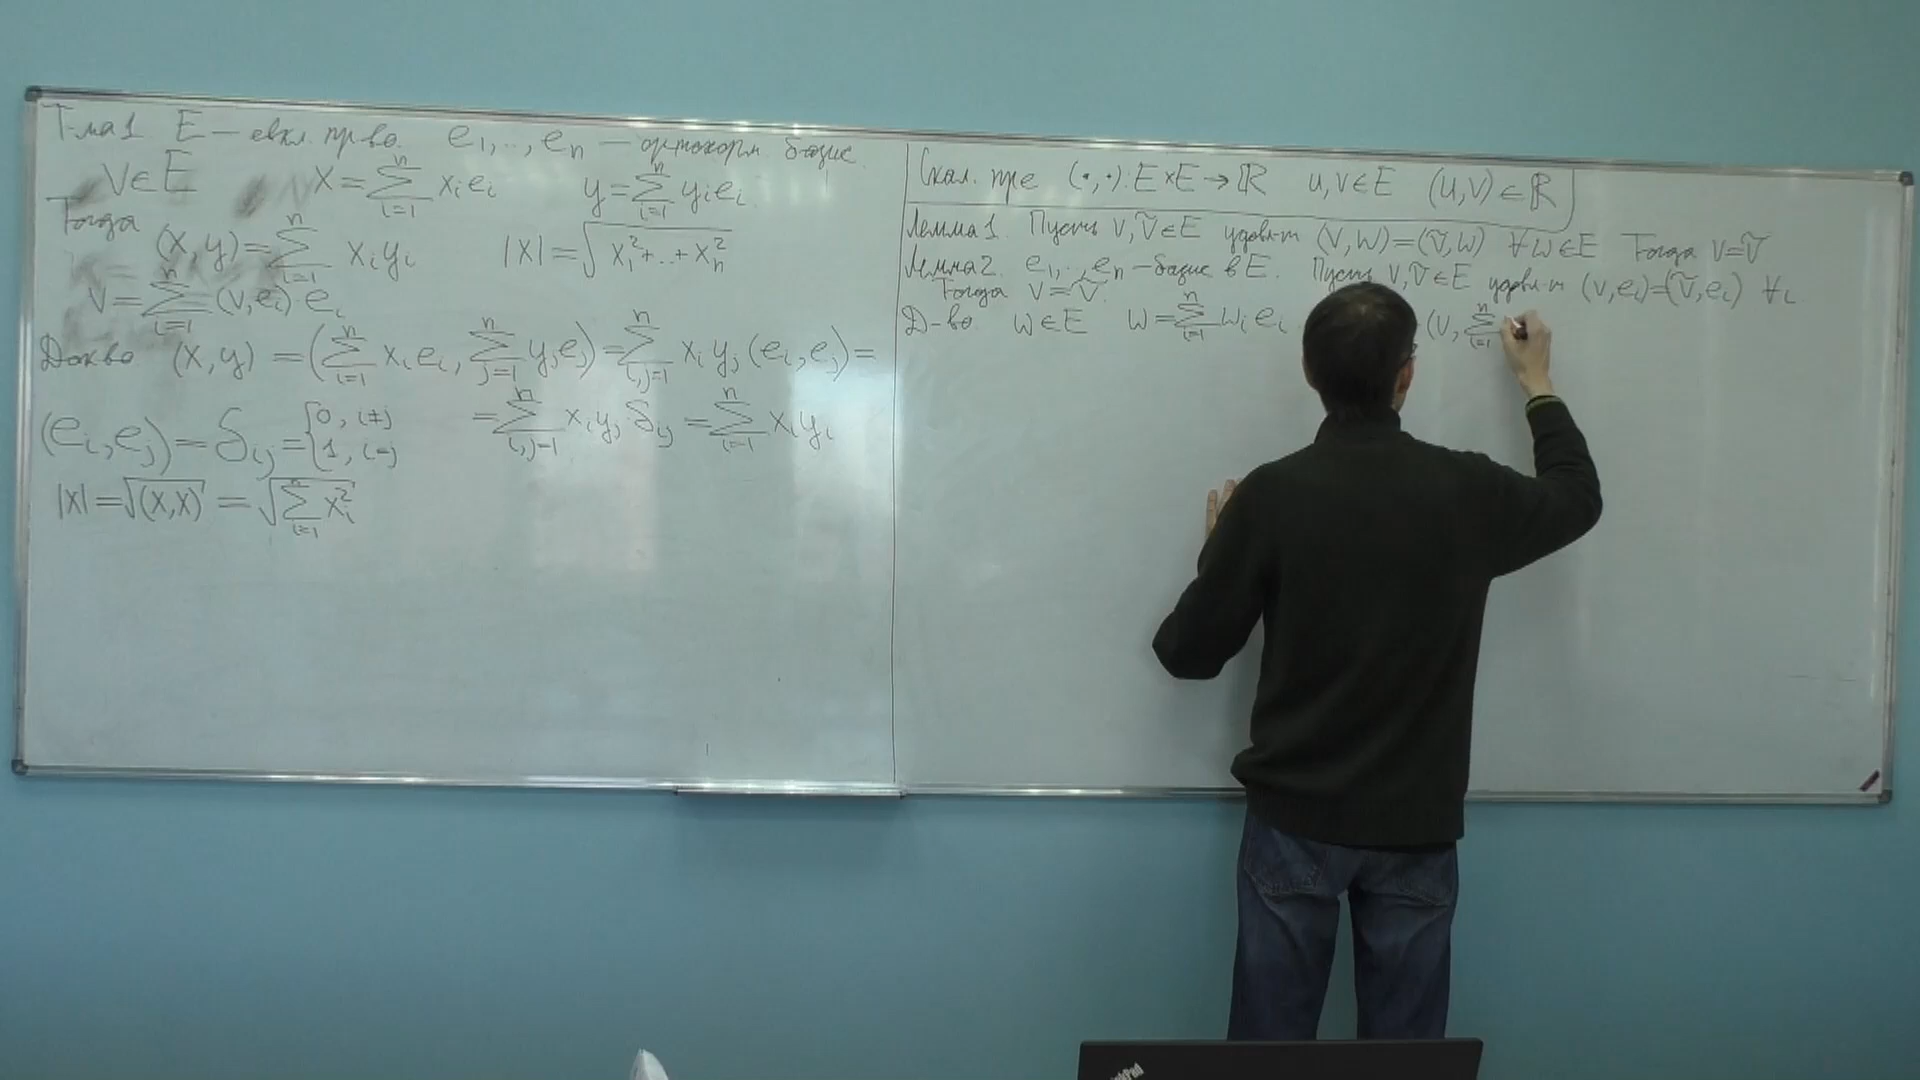 Т-ма 1 E — евкл. пр-во. e₁,..,eₙ — ортонорм базис
V∈E x=∑ᵢ₌₁ⁿ xᵢeᵢ y=∑ᵢ₌₁ⁿ yᵢeᵢ
Тогда
(x,y)=∑ᵢ₌₁ⁿ xᵢyᵢ |x|=√(x₁²+..+xₙ²)
V=∑ᵢ₌₁ⁿ (v,eᵢ)·eᵢ
Док-во (x,y) = (∑ᵢ₌₁ⁿ xᵢeᵢ, ∑ⱼ₌₁ⁿ yⱼeⱼ)=∑ᵢ,ⱼ₌₁ⁿ xᵢyⱼ(eᵢ,eⱼ)=
=∑ᵢ,ⱼ₌₁ⁿ xᵢyⱼδᵢⱼ=∑ᵢ₌₁ⁿ xᵢyᵢ
(eᵢ,eⱼ)=δᵢⱼ={0, i≠j
1, i=j
|x|=√(x,x) = √(∑ᵢ₌₁ⁿ xᵢ²)
Скал. пр-е (•,•):E×E→ℝ u,v∈E (u,v)∈ℝ
Лемма 1. Пусть v,ṽ∈E удовл-т (v,w)=(ṽ,w) ∀w∈E Тогда v=ṽ
Лемма 2. e₁,..,eₙ—базис в E. Пусть v,ṽ∈E удовл-т (v,eᵢ)=(ṽ,eᵢ) ∀i
Тогда v=ṽ.
Д-во w∈E w=∑ᵢ₌₁ⁿ wᵢeᵢ (v,∑ᵢ₌₁ⁿ